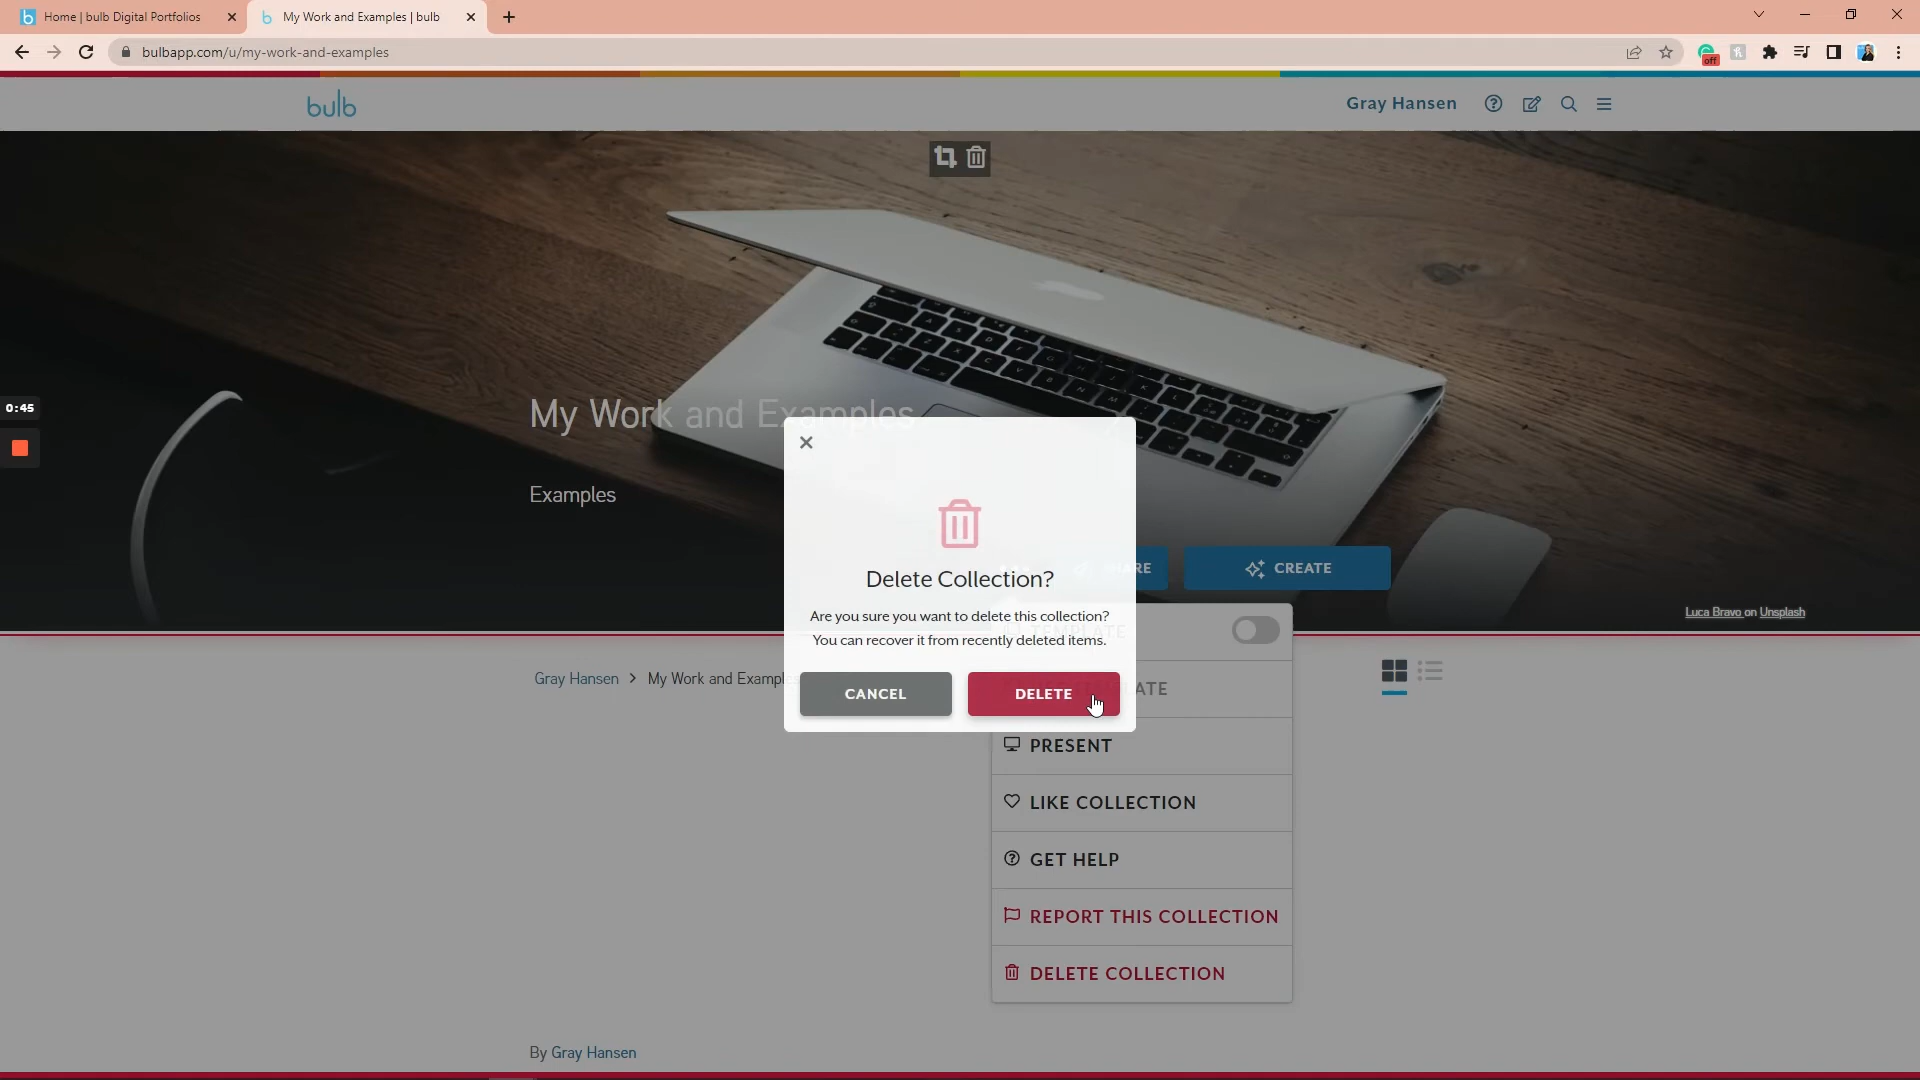 Home | bulb Digital Portfolios
My Work and Examples | bulb
bulbapp.com/u/my-work-and-examples
off
bulb
Gray Hansen
0:45
My Work and Examples
Examples
SHARE
CREATE
Luca Bravo on Unsplash
Delete Collection?
Are you sure you want to delete this collection?
You can recover it from recently deleted items.
CANCEL
DELETE
TEMPLATE
Gray Hansen > My Work and Examples
PRESENT
LIKE COLLECTION
GET HELP
REPORT THIS COLLECTION
DELETE COLLECTION
By Gray Hansen